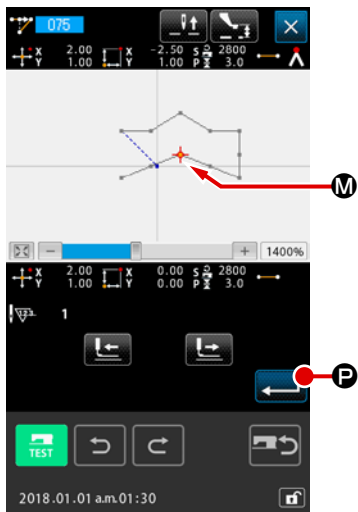 075
X 2.00 X -2.50 S 2800
Y 1.00 Y 1.00 P 3.0
M
1400%
X 2.00 X 0.00 S 2800
Y 1.00 Y 0.00 P 3.0
123. 1
P
TEST
2018.01.01 a.m.01:30